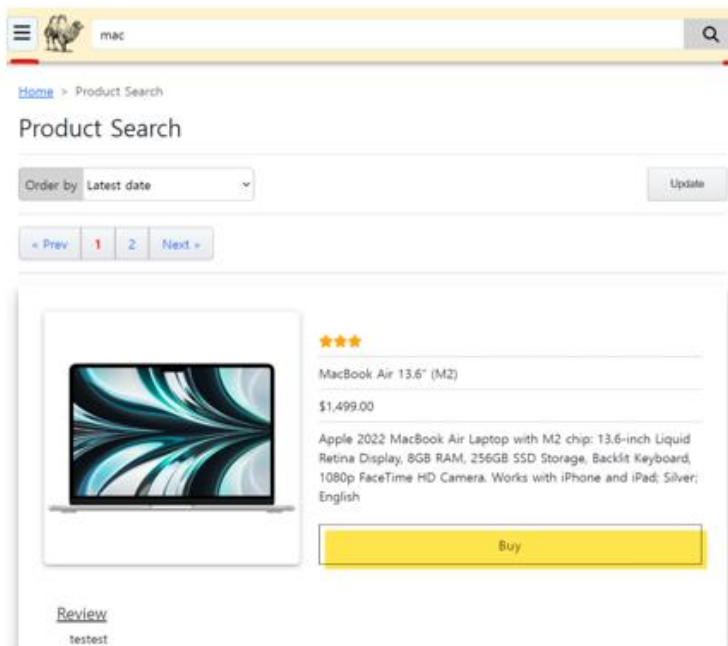 mac
Home > Product Search
Product Search
Order by Latest date Update
« Prev 1 2 Next »
MacBook Air 13.6" (M2)
$1,499.00
Apple 2022 MacBook Air Laptop with M2 chip: 13.6-inch Liquid
Retina Display, 8GB RAM, 256GB SSD Storage, Backlit Keyboard,
1080p FaceTime HD Camera. Works with iPhone and iPad; Silver;
English
Buy
Review
testest